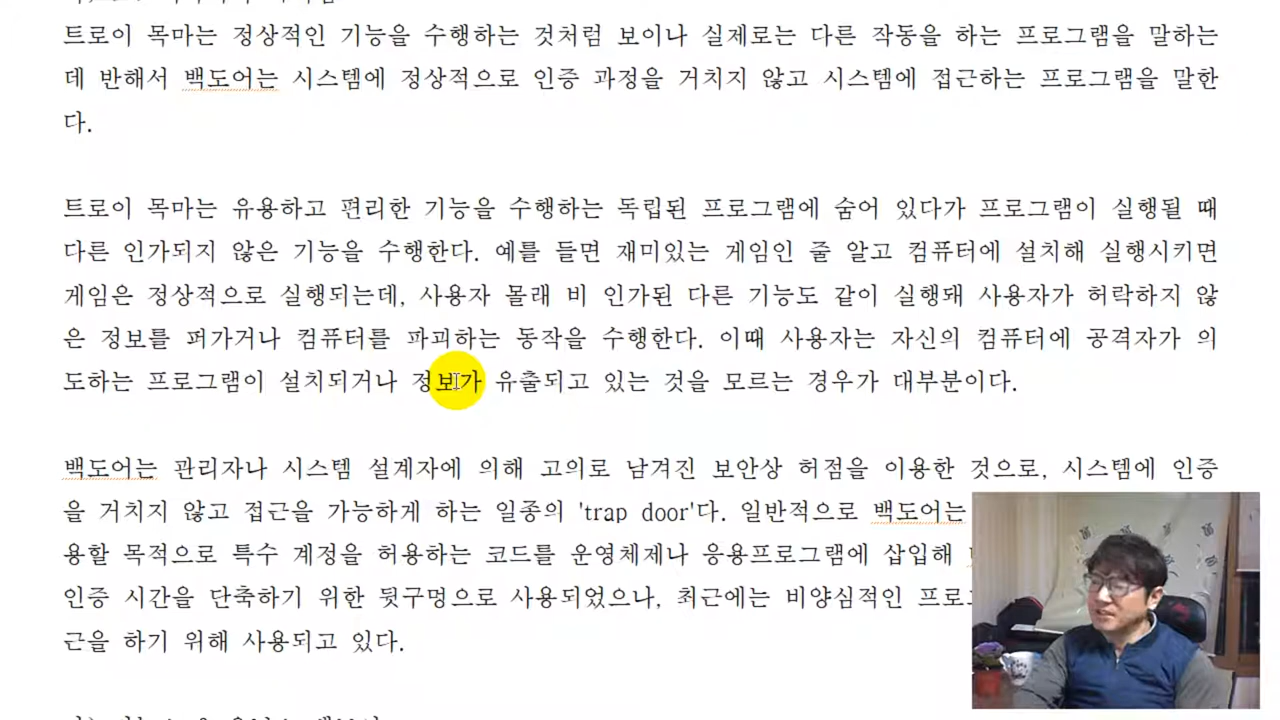 트로이 목마는 정상적인 기능을 수행하는 것처럼 보이나 실제로는 다른 작동을 하는 프로그램을 말하는
데 반해서 백도어는 시스템에 정상적으로 인증 과정을 거치지 않고 시스템에 접근하는 프로그램을 말한
다.
트로이 목마는 유용하고 편리한 기능을 수행하는 독립된 프로그램에 숨어 있다가 프로그램이 실행될 때
다른 인가되지 않은 기능을 수행한다. 예를 들면 재미있는 게임인 줄 알고 컴퓨터에 설치해 실행시키면
게임은 정상적으로 실행되는데, 사용자 몰래 비 인가된 다른 기능도 같이 실행돼 사용자가 허락하지 않
은 정보를 퍼가거나 컴퓨터를 파괴하는 동작을 수행한다. 이때 사용자는 자신의 컴퓨터에 공격자가 의
도하는 프로그램이 설치되거나 정보가 유출되고 있는 것을 모르는 경우가 대부분이다.
백도어는 관리자나 시스템 설계자에 의해 고의로 남겨진 보안상 허점을 이용한 것으로, 시스템에 인증
을 거치지 않고 접근을 가능하게 하는 일종의 'trap door'다. 일반적으로 백도어는
용할 목적으로 특수 계정을 허용하는 코드를 운영체제나 응용프로그램에 삽입해
인증 시간을 단축하기 위한 뒷구멍으로 사용되었으나, 최근에는 비양심적인
근을 하기 위해 사용되고 있다.